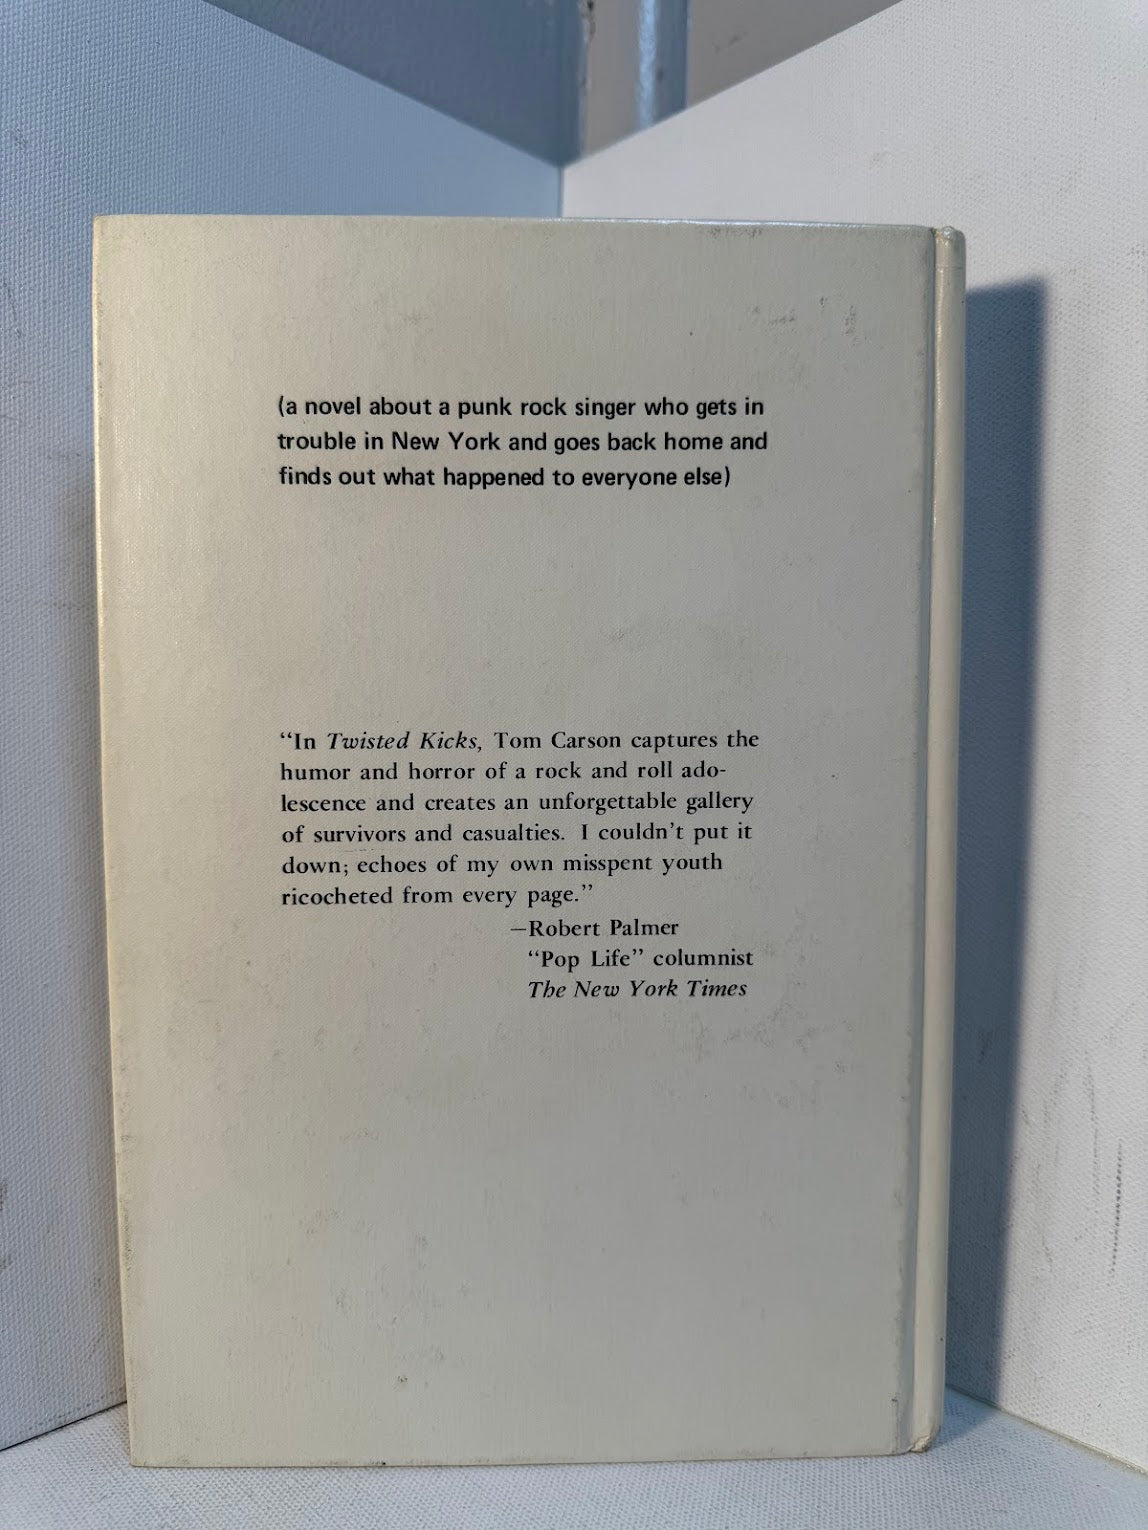 (a novel about a punk rock singer who gets in
trouble in New York and goes back home and
finds out what happened to everyone else)
“In Twisted Kicks, Tom Carson captures the
humor and horror of a rock and roll ado-
lescence and creates an unforgettable gallery
of survivors and casualties. I couldn’t put it
down; echoes of my own misspent youth
ricocheted from every page.”
—Robert Palmer
“Pop Life” columnist
The New York Times